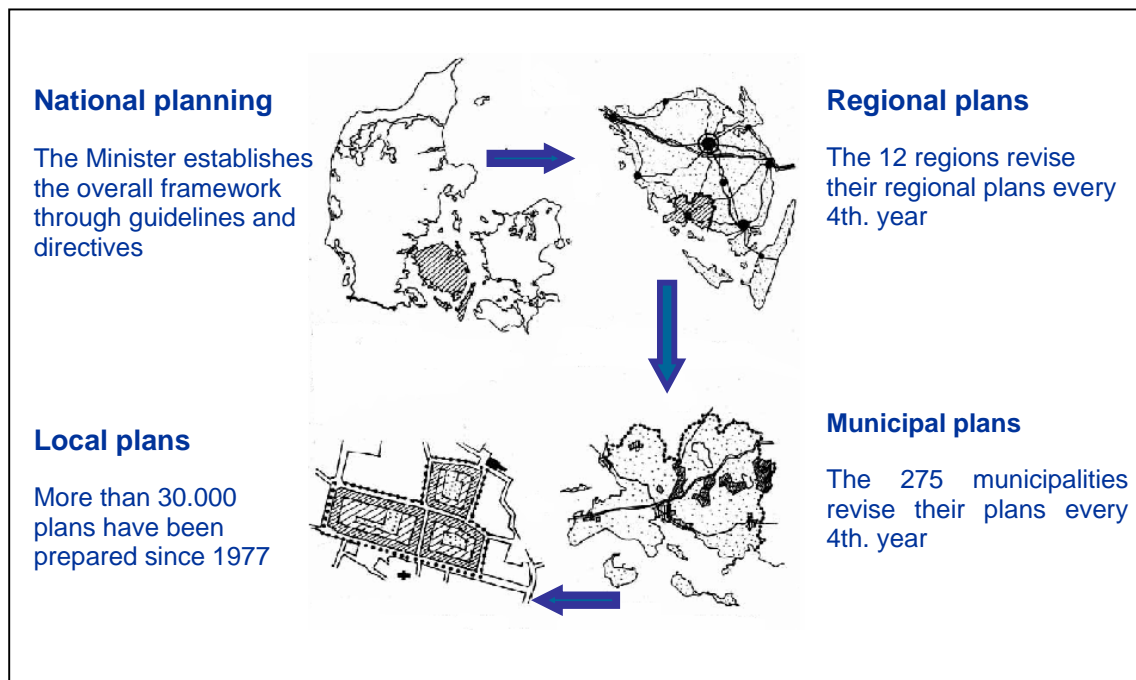 National planning
The Minister establishes
the overall framework
through guidelines and
directives
Regional plans
The 12 regions revise
their regional plans every
4th. year
Local plans
More than 30.000
plans have been
prepared since 1977
Municipal plans
The 275 municipalities
revise their plans every
4th. year